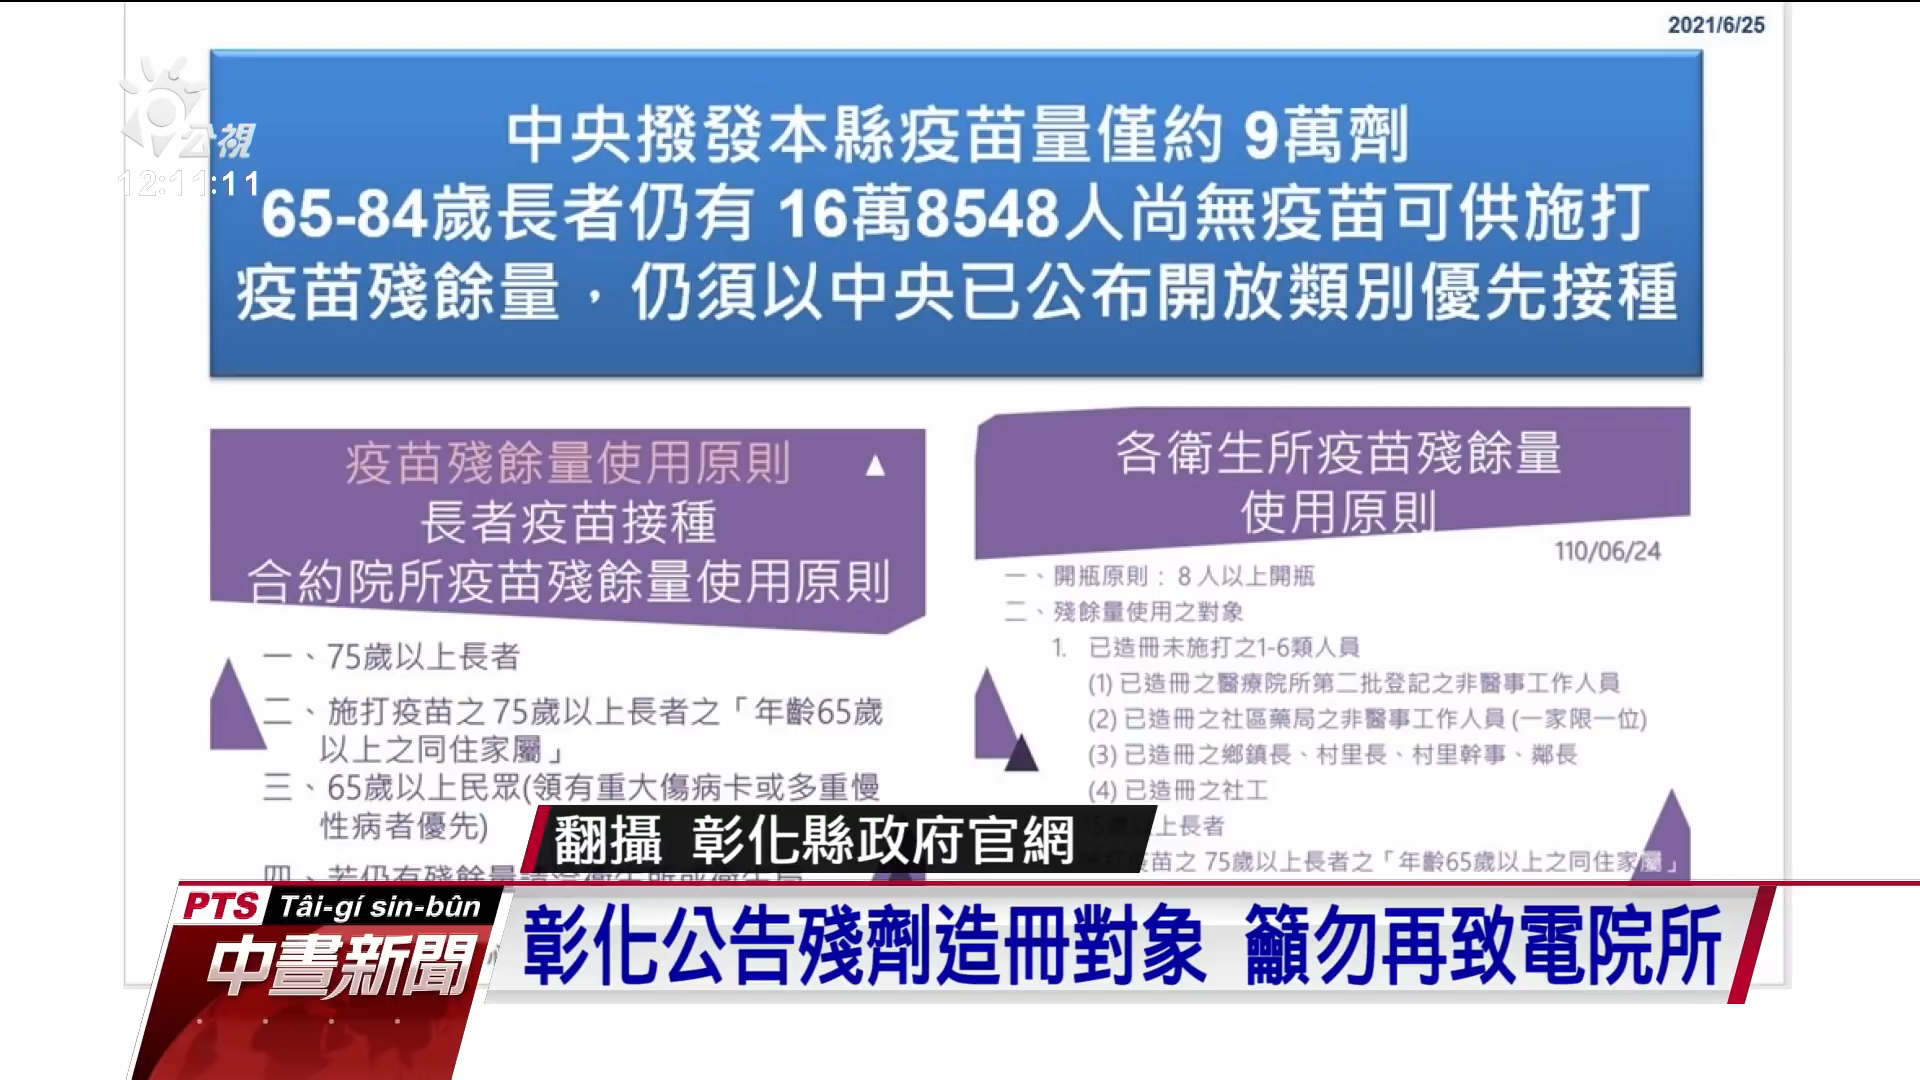 2021/6/25
公視
12:11:11
中央撥發本縣疫苗量僅約 9萬劑
65-84歲長者仍有 16萬8548人尚無疫苗可供施打
疫苗殘餘量，仍須以中央已公布開放類別優先接種
疫苗殘餘量使用原則
長者疫苗接種
合約院所疫苗殘餘量使用原則
一、75歲以上長者
二、施打疫苗之 75歲以上長者之「年齡65歲
以上之同住家屬」
三、65歲以上民眾(領有重大傷病卡或多重慢
性病者優先)
四、若仍有殘餘量
各衛生所疫苗殘餘量
使用原則
110/06/24
一、開瓶原則：8 人以上開瓶
二、殘餘量使用之對象
1. 已造冊未施打之1-6類人員
(1) 已造冊之醫療院所第二批登記之非醫事工作人員
(2) 已造冊之社區藥局之非醫事工作人員 (一家限一位)
(3) 已造冊之鄉鎮長、村里長、村里幹事、鄰長
(4) 已造冊之社工
以上長者
疫苗之 75歲以上長者之「年齡65歲以上之同住家屬」
翻攝 彰化縣政府官網
PTS Tâi-gí sin-bûn
中晝新聞
彰化公告殘劑造冊對象 籲勿再致電院所